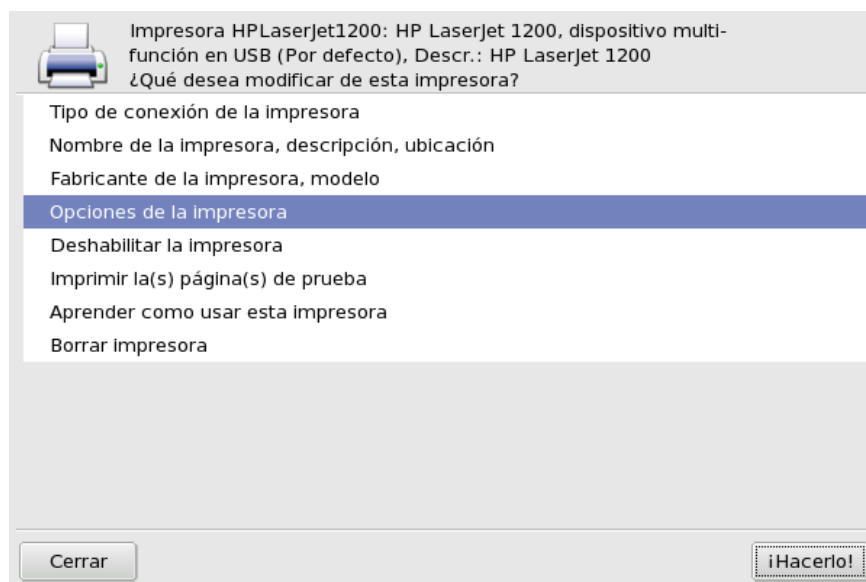 Impresora HPLaserJet1200: HP LaserJet 1200, dispositivo multi-
función en USB (Por defecto), Descr.: HP LaserJet 1200
¿Qué desea modificar de esta impresora?
Tipo de conexión de la impresora
Nombre de la impresora, descripción, ubicación
Fabricante de la impresora, modelo
Opciones de la impresora
Deshabilitar la impresora
Imprimir la(s) página(s) de prueba
Aprender como usar esta impresora
Borrar impresora
Cerrar
¡Hacerlo!